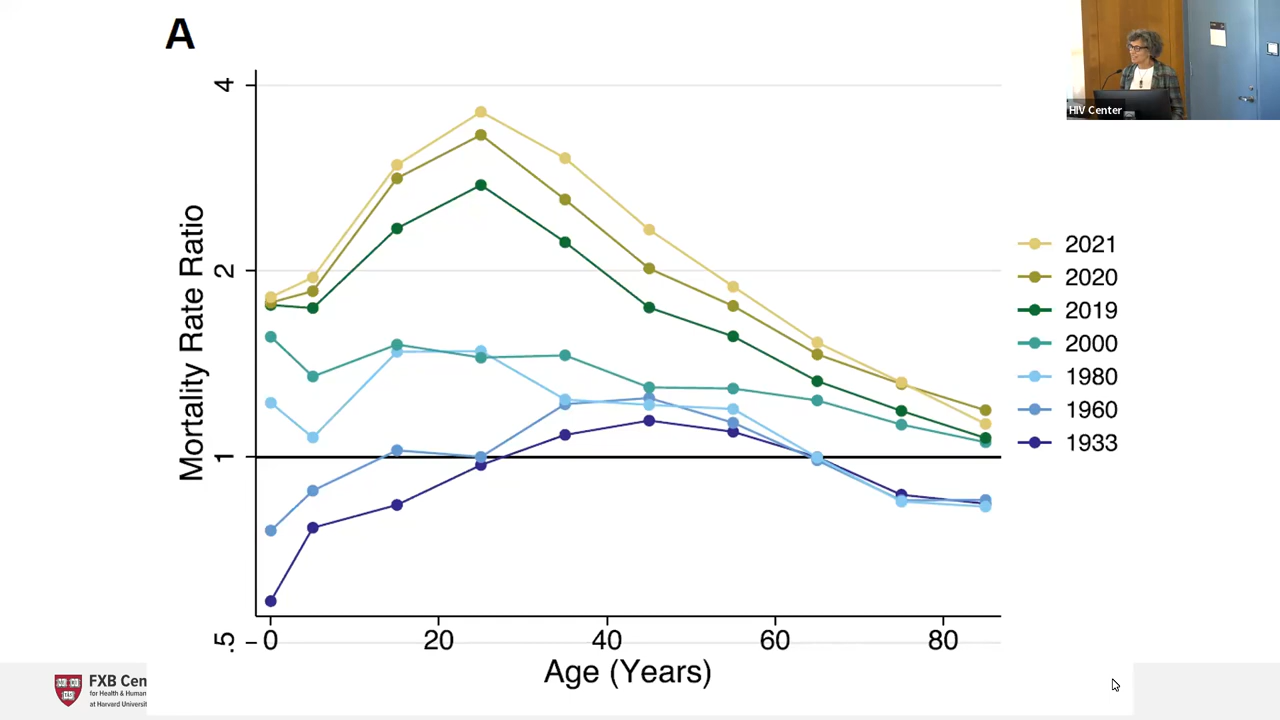 A
HIV Center
4
2
1
.5
Mortality Rate Ratio
0 20 40 60 80
Age (Years)
2021
2020
2019
2000
1980
1960
1933
FXB Cen
for Health & Human
at Harvard Universit